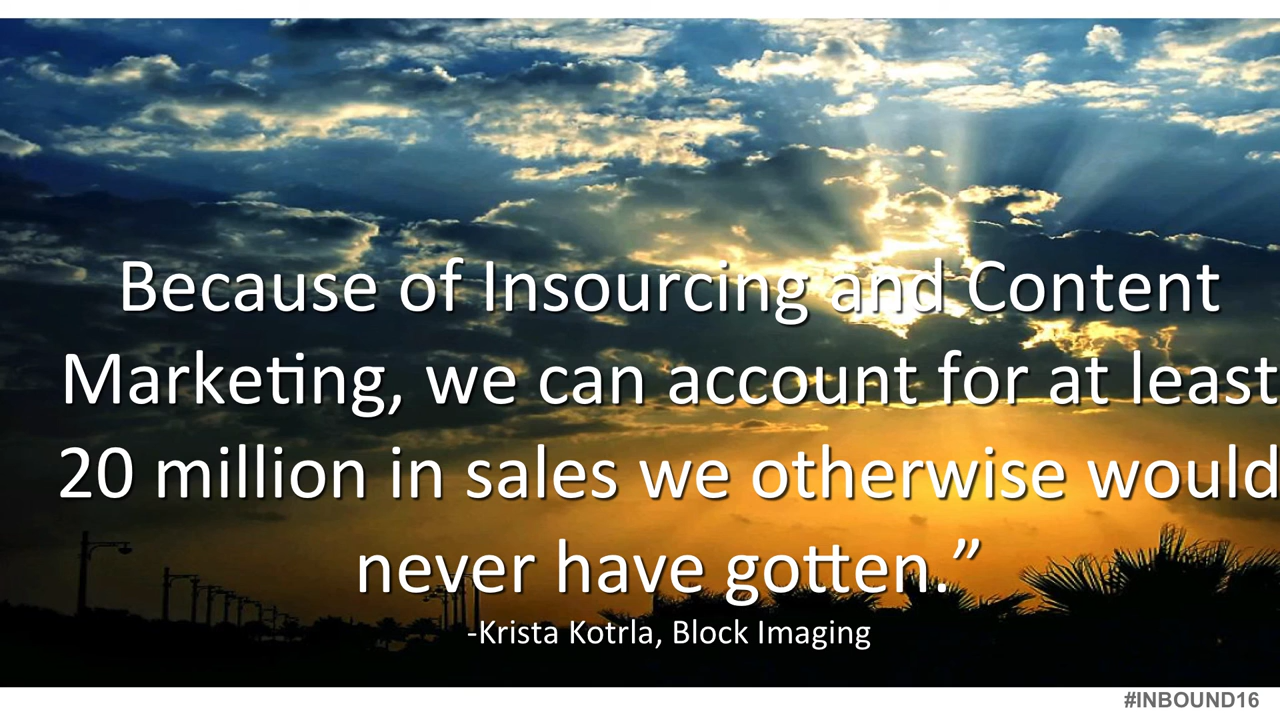 Because of Insourcing and Content
Marketing, we can account for at least
20 million in sales we otherwise would
never have gotten.”
-Krista Kotrla, Block Imaging
#INBOUND16